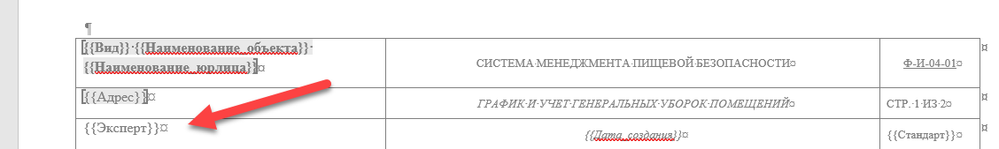 {{Вид}} {{Наименование_объекта}}
{{Наименование_юрлица}}
СИСТЕМА МЕНЕДЖМЕНТА ПИЩЕВОЙ БЕЗОПАСНОСТИ
Ф-И-04-01
{{Адрес}}
ГРАФИК И УЧЕТ ГЕНЕРАЛЬНЫХ УБОРОК ПОМЕЩЕНИЙ
СТР. 1 ИЗ 2
{{Эксперт}}
{{Дата_создания}}
{{Стандарт}}